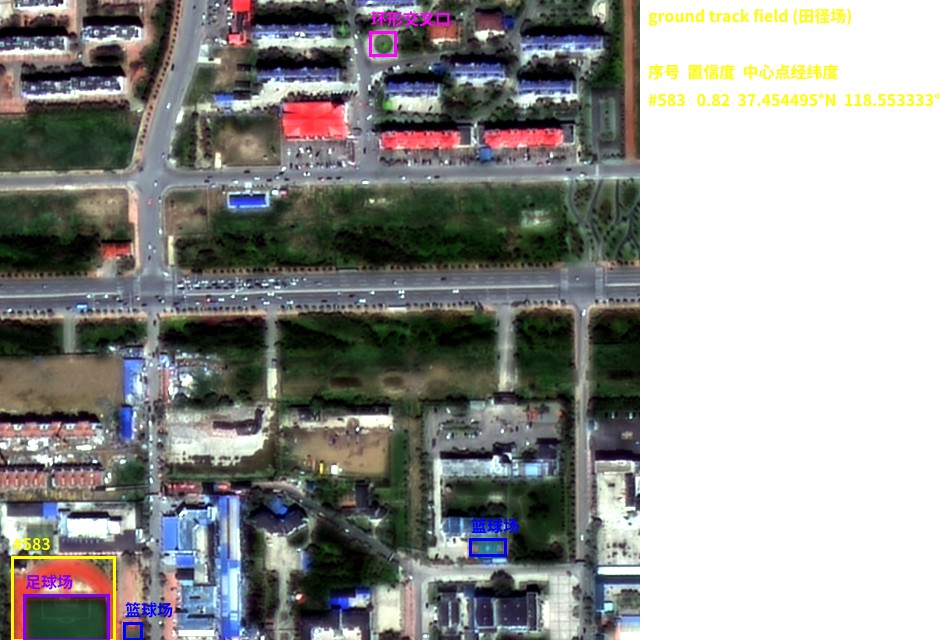 环形交叉口
ground track field (田径场)
序号 置信度 中心点经纬度
#583 0.82 37.454495°N 118.553333°
篮球场
#583
足球场
篮球场